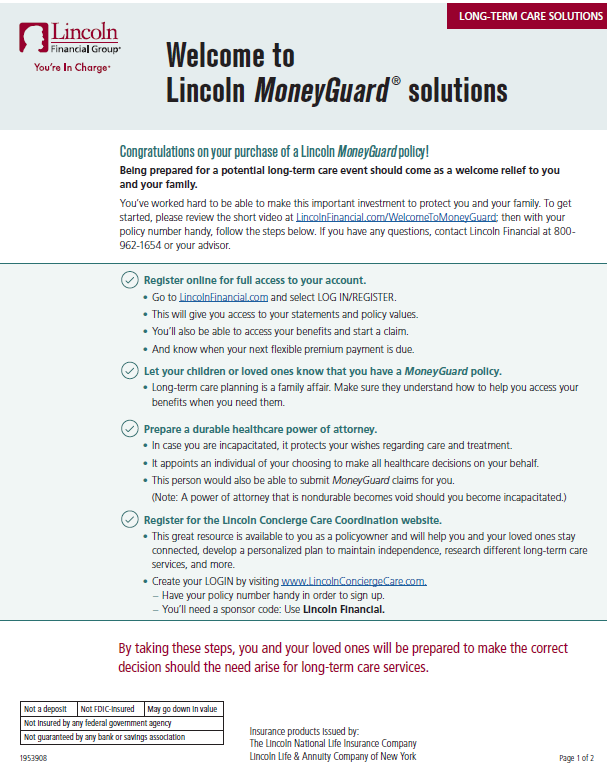 LONG-TERM CARE SOLUTIONS
Lincoln
Financial Group®
You're In Charge®
Welcome to
Lincoln MoneyGuard® solutions
Congratulations on your purchase of a Lincoln MoneyGuard policy!
Being prepared for a potential long-term care event should come as a welcome relief to you
and your family.
You've worked hard to be able to make this important investment to protect you and your family. To get
started, please review the short video at LincolnFinancial.com/WelcomeToMoneyGuard; then with your
policy number handy, follow the steps below. If you have any questions, contact Lincoln Financial at 800-
962-1654 or your advisor.
Register online for full access to your account.
• Go to LincolnFinancial.com and select LOG IN/REGISTER.
• This will give you access to your statements and policy values.
• You'll also be able to access your benefits and start a claim.
• And know when your next flexible premium payment is due.
Let your children or loved ones know that you have a MoneyGuard policy.
• Long-term care planning is a family affair. Make sure they understand how to help you access your
benefits when you need them.
Prepare a durable healthcare power of attorney.
• In case you are incapacitated, it protects your wishes regarding care and treatment.
• It appoints an individual of your choosing to make all healthcare decisions on your behalf.
• This person would also be able to submit MoneyGuard claims for you.
(Note: A power of attorney that is nondurable becomes void should you become incapacitated.)
Register for the Lincoln Concierge Care Coordination website.
• This great resource is available to you as a policyowner and will help you and your loved ones stay
connected, develop a personalized plan to maintain independence, research different long-term care
services, and more.
• Create your LOGIN by visiting www.LincolnConciergeCare.com.
– Have your policy number handy in order to sign up.
– You'll need a sponsor code: Use Lincoln Financial.
By taking these steps, you and your loved ones will be prepared to make the correct
decision should the need arise for long-term care services.
Not a deposit Not FDIC-insured May go down in value
Not insured by any federal government agency
Not guaranteed by any bank or savings association
Insurance products issued by:
The Lincoln National Life Insurance Company
Lincoln Life & Annuity Company of New York
1953908
Page 1 of 2